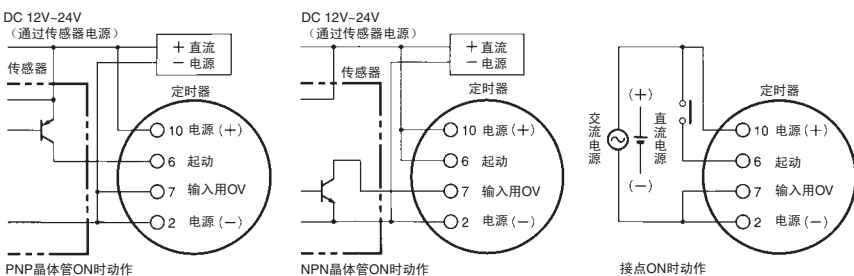 DC 12V~24V
（通过传感器电源）
＋ 直流
－ 电源
传感器
定时器
10 电源（＋）
6 起动
7 输入用OV
2 电源（－）
PNP晶体管ON时动作
DC 12V~24V
（通过传感器电源）
＋ 直流
－ 电源
传感器
定时器
10 电源（＋）
6 起动
7 输入用OV
2 电源（－）
NPN晶体管ON时动作
交流电源
（＋）
（－）
直流电源
定时器
10 电源（＋）
6 起动
7 输入用OV
2 电源（－）
接点ON时动作